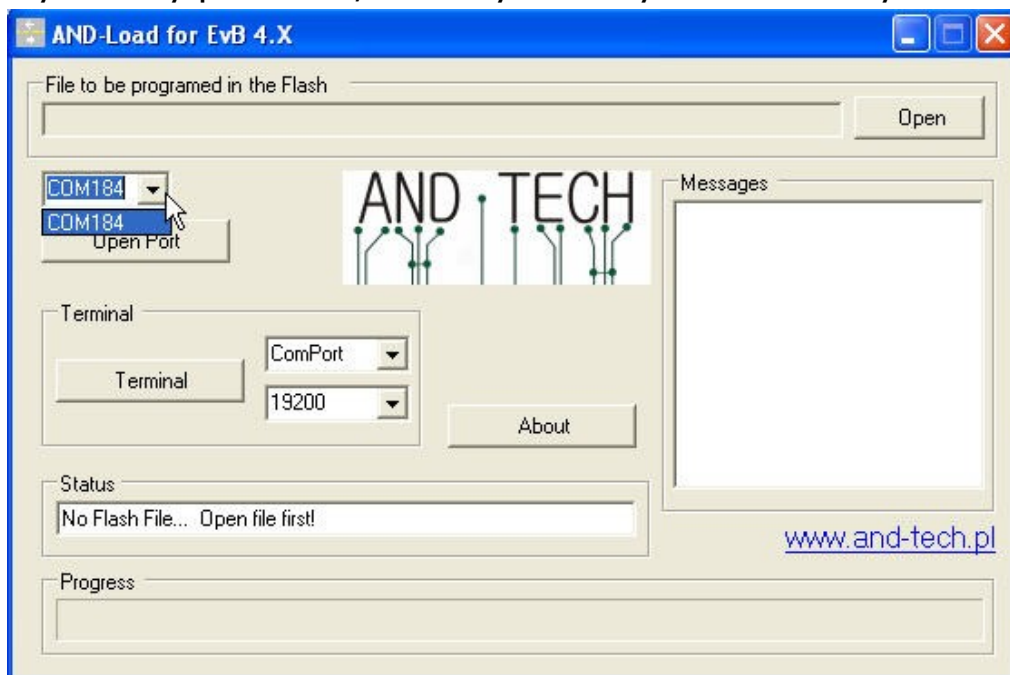 AND-Load for EvB 4.X
File to be programed in the Flash
Open
COM184
COM184
Open Port
AND TECH
Messages
Terminal
Terminal
ComPort
19200
About
Status
No Flash File... Open file first!
www.and-tech.pl
Progress